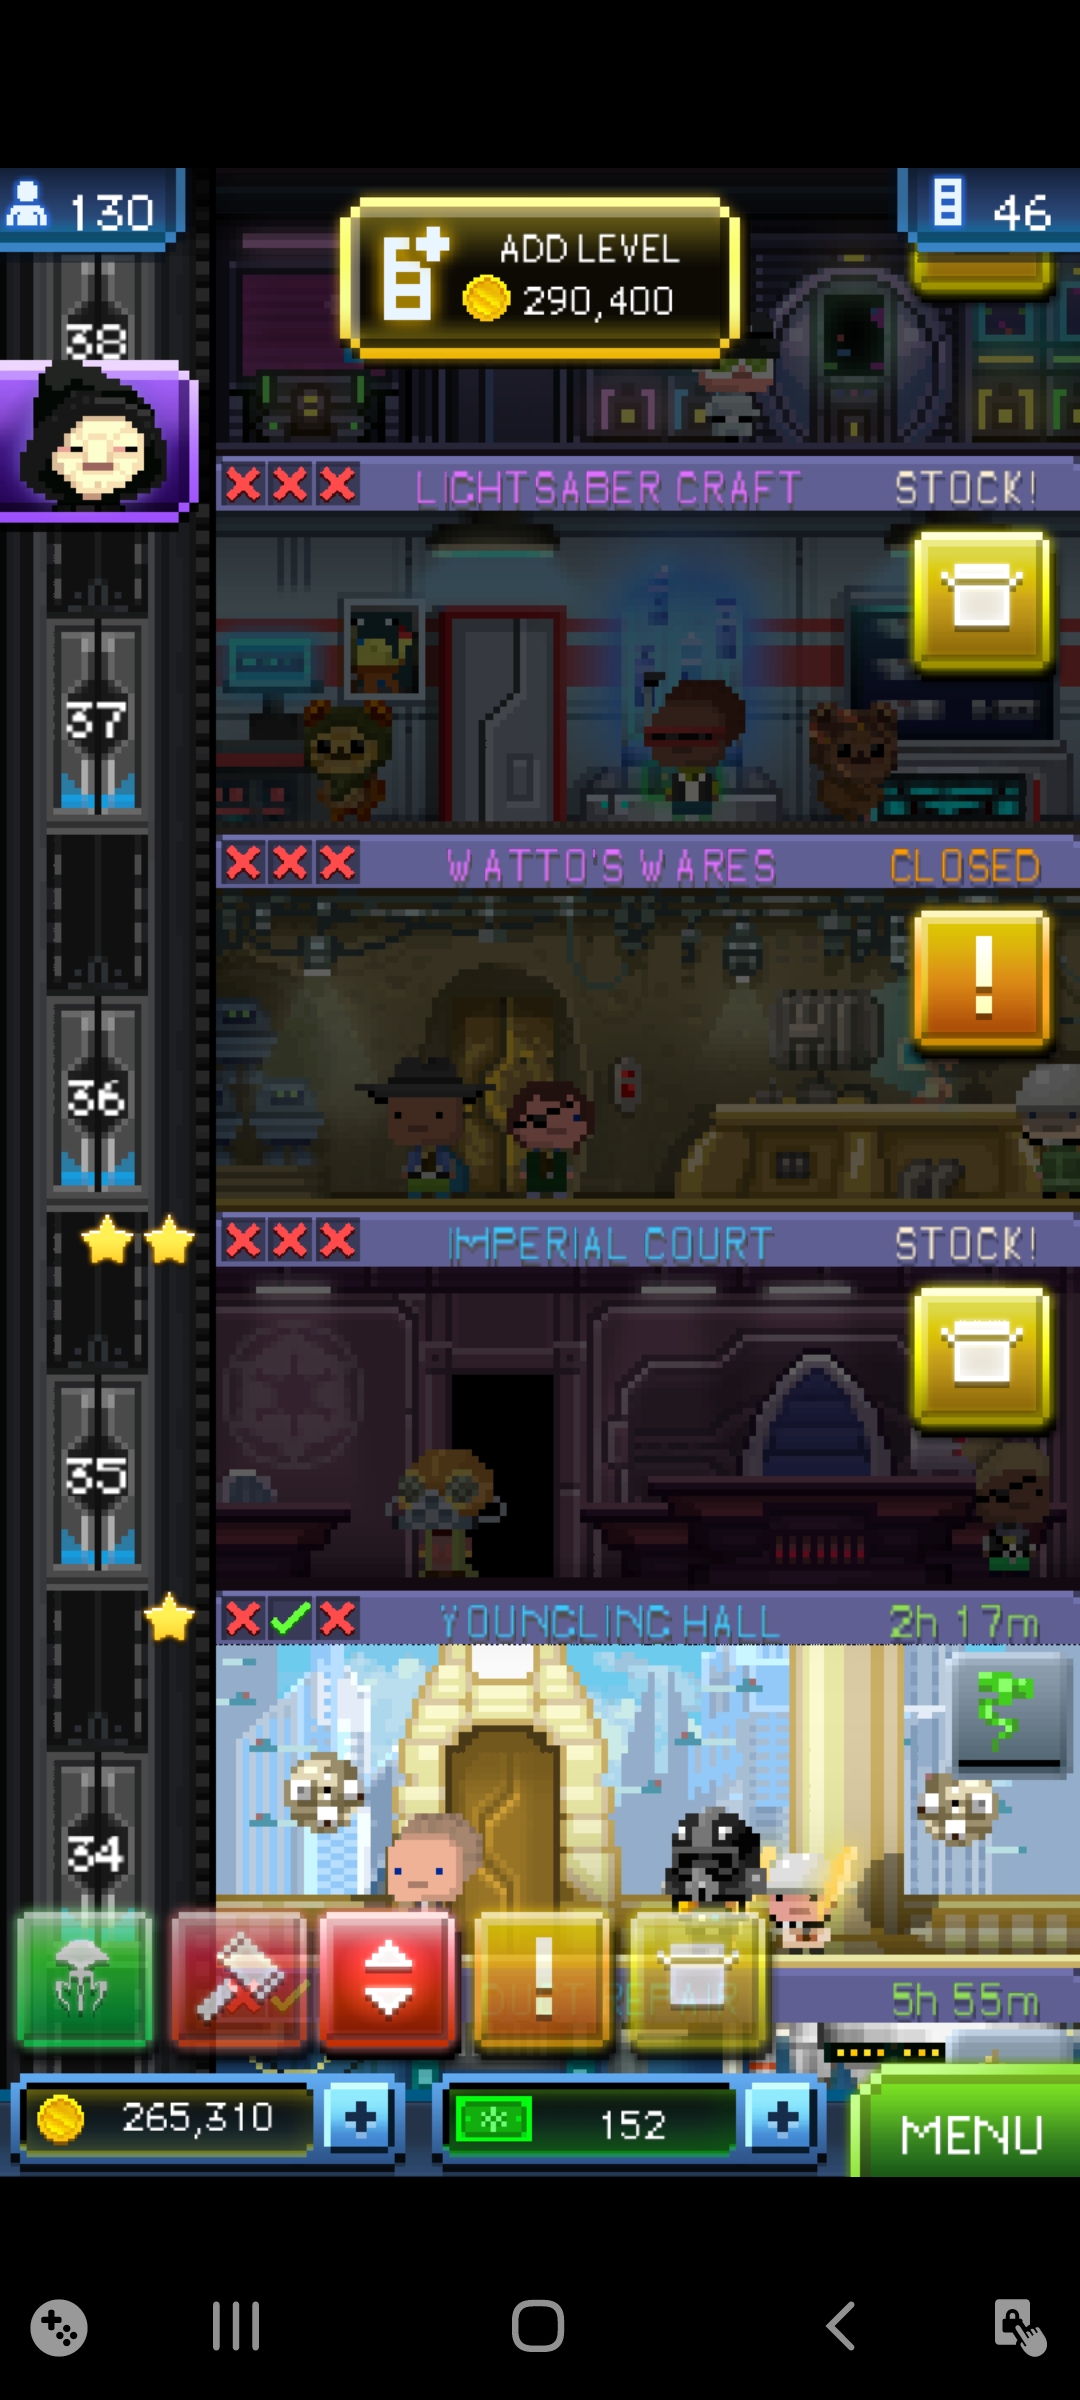 130
ADD LEVEL
290,400
46
38
LIGHTSABER CRAFT STOCK!
37
WATTO'S WARES CLOSED
36
IMPERIAL COURT STOCK!
35
YOUNGLING HALL 2h 17m
34
REPAIR 5h 55m
265,310
152
MENU